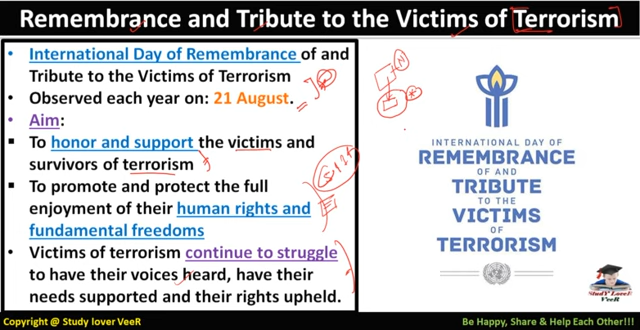 Remembrance and Tribute to the Victims of Terrorism
▪ International Day of Remembrance of and
Tribute to the Victims of Terrorism
▪ Observed each year on: 21 August.
▪ Aim:
▪ To honor and support the victims and
survivors of terrorism
▪ To promote and protect the full
enjoyment of their human rights and
fundamental freedoms
▪ Victims of terrorism continue to struggle
to have their voices heard, have their
needs supported and their rights upheld.
N
INTERNATIONAL DAY OF
REMEMBRANCE
OF AND
TRIBUTE
TO THE
VICTIMS
OF
TERRORISM
StudY LoveR
VeeR
Copyright @ Study lover VeeR
Be Happy, Share & Help Each Other!!!